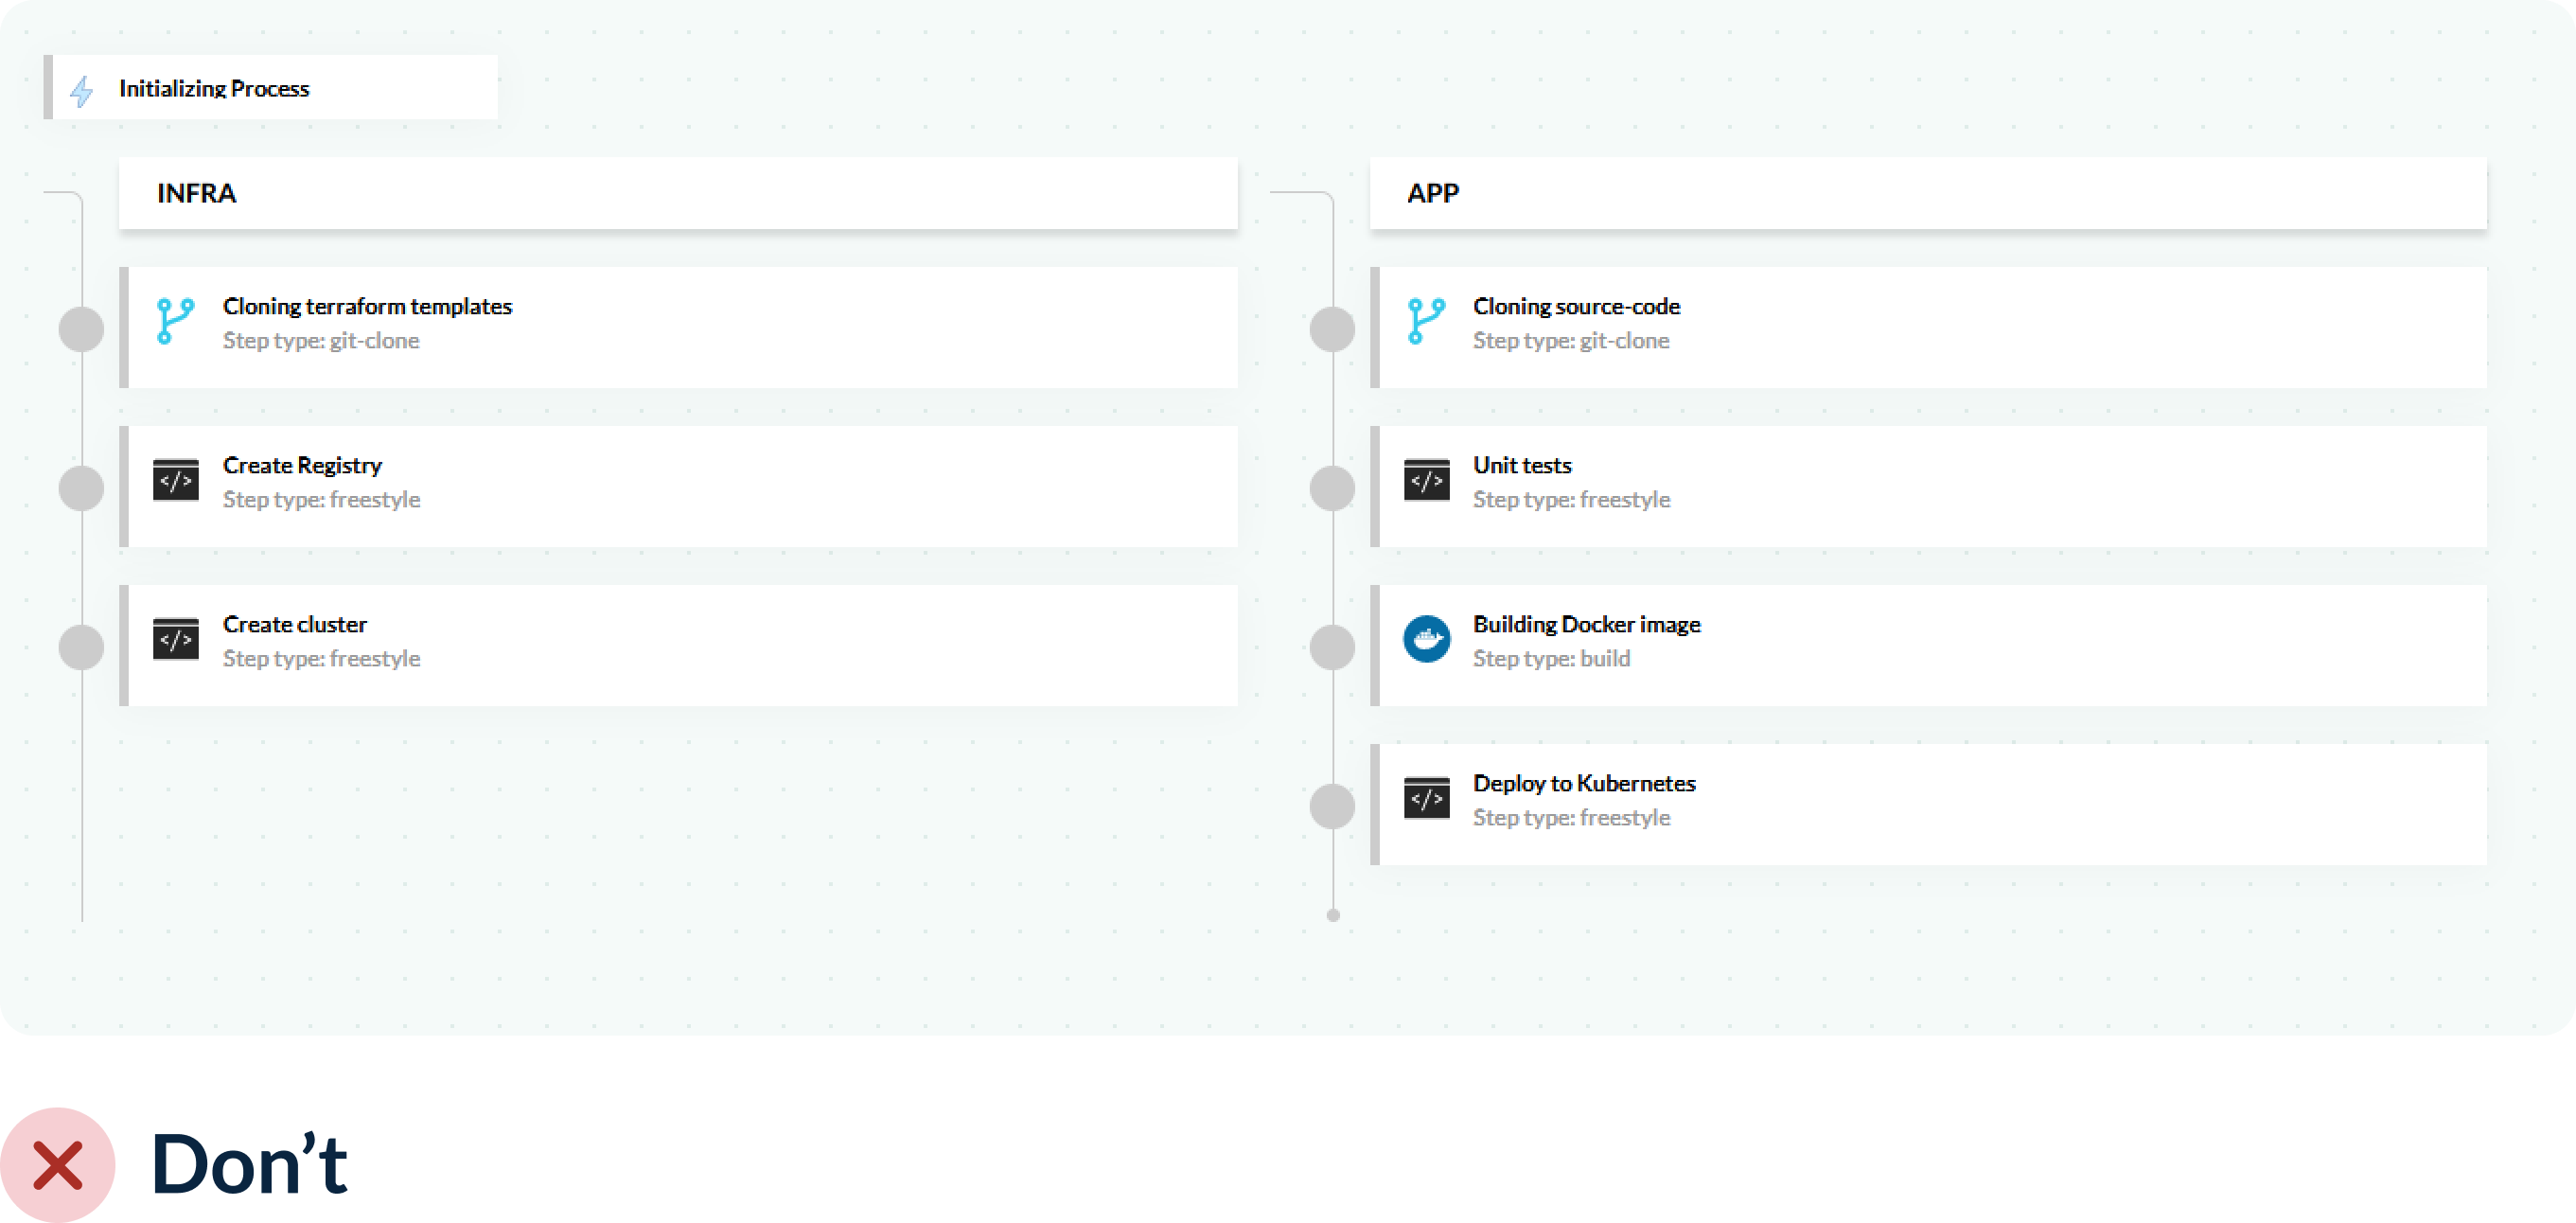 Initializing Process
INFRA
Cloning terraform templates
Step type: git-clone
Create Registry
Step type: freestyle
Create cluster
Step type: freestyle
APP
Cloning source-code
Step type: git-clone
Unit tests
Step type: freestyle
Building Docker image
Step type: build
Deploy to Kubernetes
Step type: freestyle
Don’t